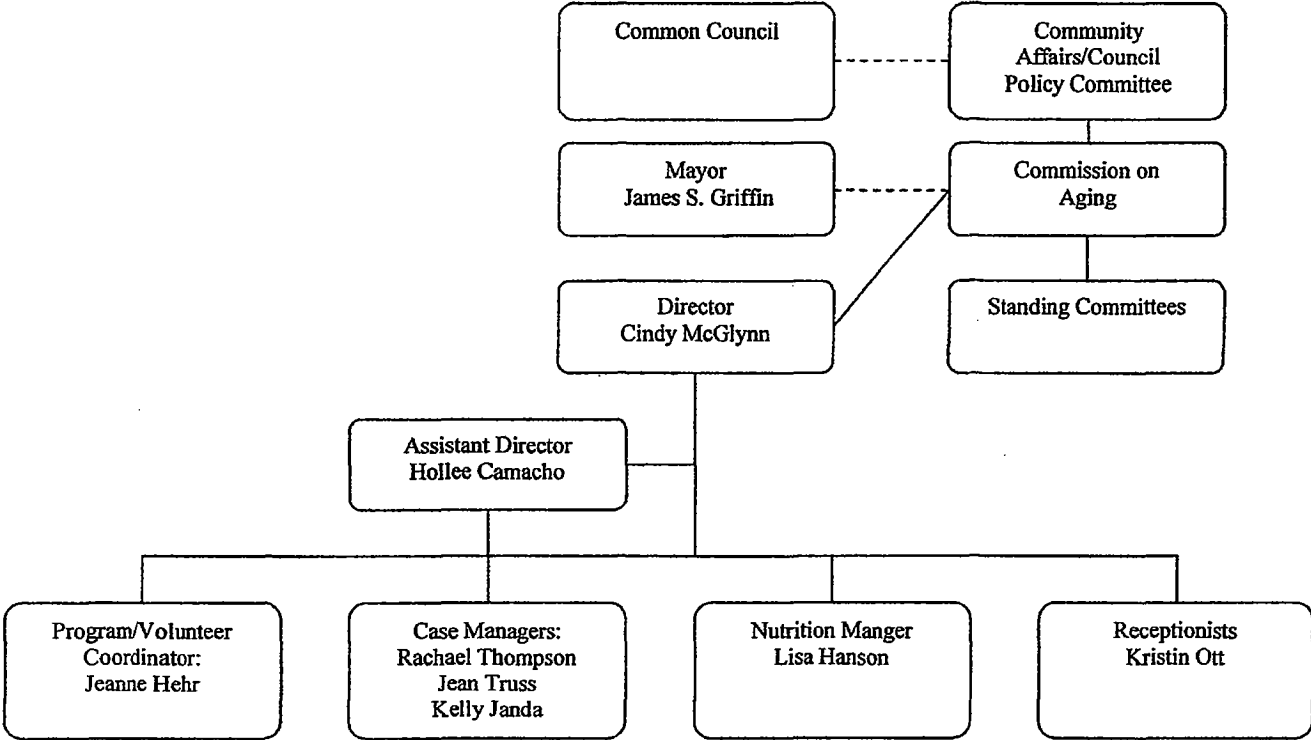 Common Council
Community
Affairs/Council
Policy Committee
Mayor
James S. Griffin
Commission on
Aging
Director
Cindy McGlynn
Standing Committees
Assistant Director
Hollee Camacho
Program/Volunteer
Coordinator:
Jeanne Hehr
Case Managers:
Rachael Thompson
Jean Truss
Kelly Janda
Nutrition Manger
Lisa Hanson
Receptionists
Kristin Ott